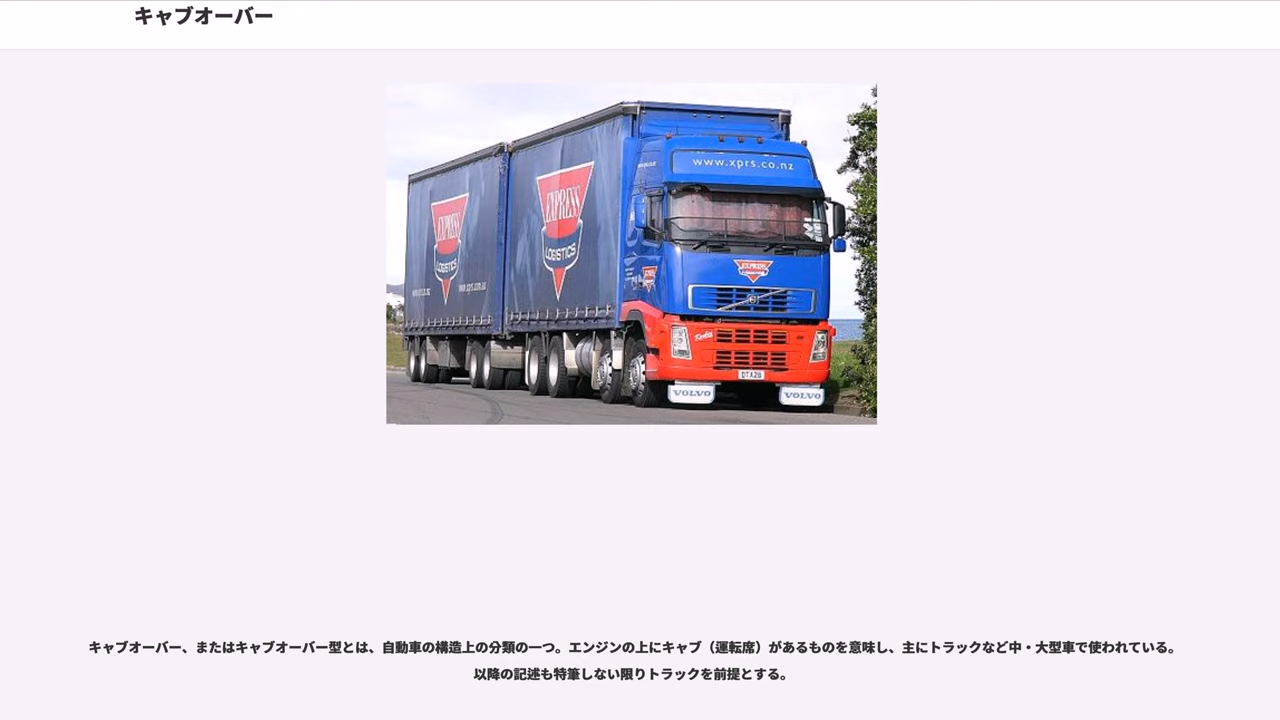 キャブオーバー
www.xprs.co.nz
EXPRESS
LOGISTICS
EXPRESS
LOGISTICS
EXPRESS
VOLVO
VOLVO
キャブオーバー、またはキャブオーバー型とは、自動車の構造上の分類の一つ。エンジンの上にキャブ（運転席）があるものを意味し、主にトラックなど中・大型車で使われている。
以降の記述も特筆しない限りトラックを前提とする。